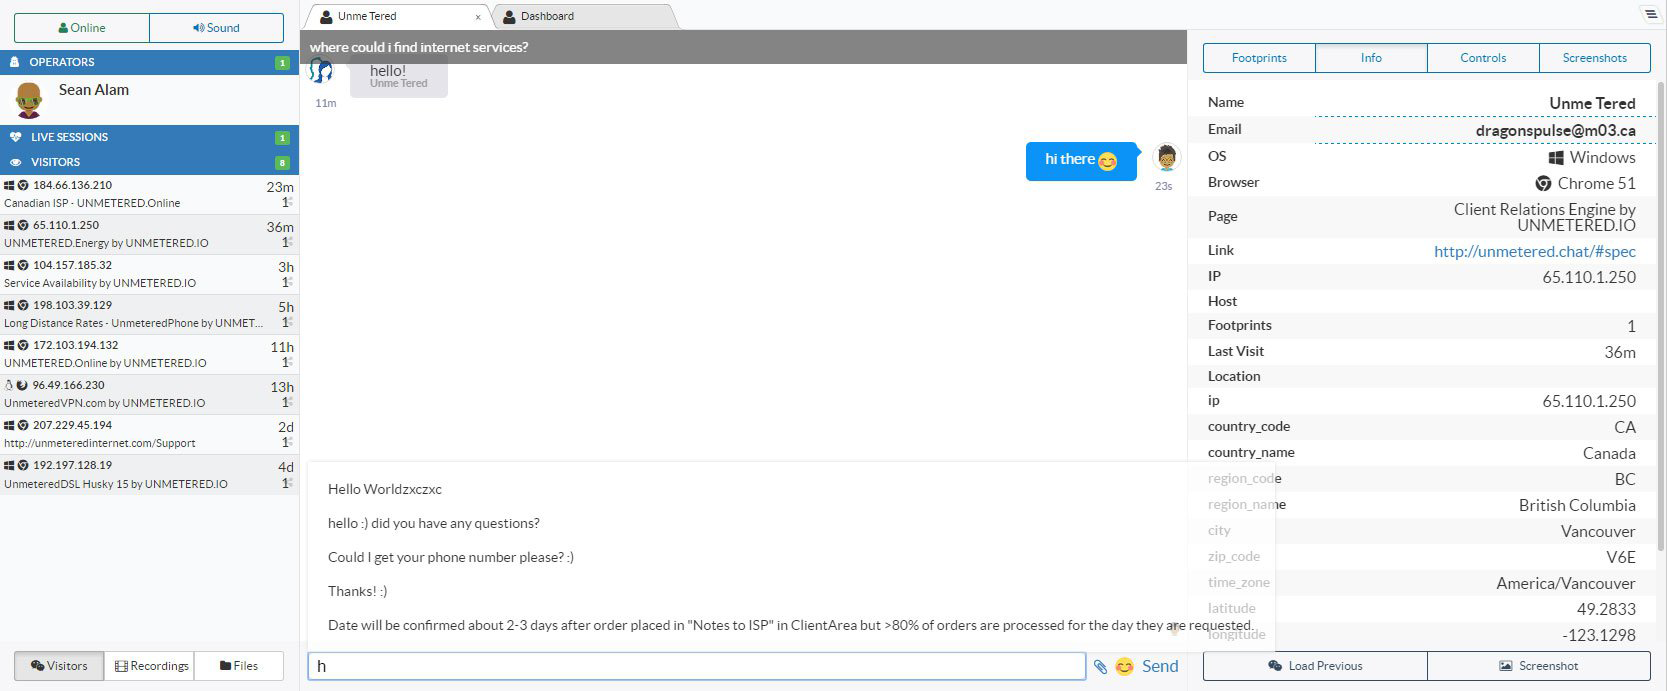 Online
Sound
OPERATORS
1
Sean Alam
LIVE SESSIONS
1
VISITORS
8
184.66.136.210
23m
Canadian ISP - UNMETERED.Online
1
65.110.1.250
36m
UNMETERED.Energy by UNMETERED.IO
1
104.157.185.32
3h
Service Availability by UNMETERED.IO
1
198.103.39.129
5h
Long Distance Rates - UnmeteredPhone by UNMET...
1
172.103.194.132
11h
UNMETERED.Online by UNMETERED.IO
1
96.49.166.230
13h
UnmeteredVPN.com by UNMETERED.IO
1
207.229.45.194
2d
http://unmeteredinternet.com/Support
1
192.197.128.19
4d
UnmeteredDSL Husky 15 by UNMETERED.IO
1
Visitors
Recordings
Files
Unme Tered
×
Dashboard
where could i find internet services?
hello!
Unme Tered
11m
hi there 😊
23s
Hello Worldzxczxc
hello :) did you have any questions?
Could I get your phone number please? :)
Thanks! :)
Date will be confirmed about 2-3 days after order placed in "Notes to ISP" in ClientArea but >80% of orders are processed for the day they are requested.
h
Send
Footprints
Info
Controls
Screenshots
Name
Unme Tered
Email
dragonspulse@m03.ca
OS
Windows
Browser
Chrome 51
Page
Client Relations Engine by
UNMETERED.IO
Link
http://unmetered.chat/#spec
IP
65.110.1.250
Host
Footprints
1
Last Visit
36m
Location
ip
65.110.1.250
country_code
CA
country_name
Canada
region_code
BC
region_name
British Columbia
city
Vancouver
zip_code
V6E
time_zone
America/Vancouver
latitude
49.2833
longitude
-123.1298
Load Previous
Screenshot